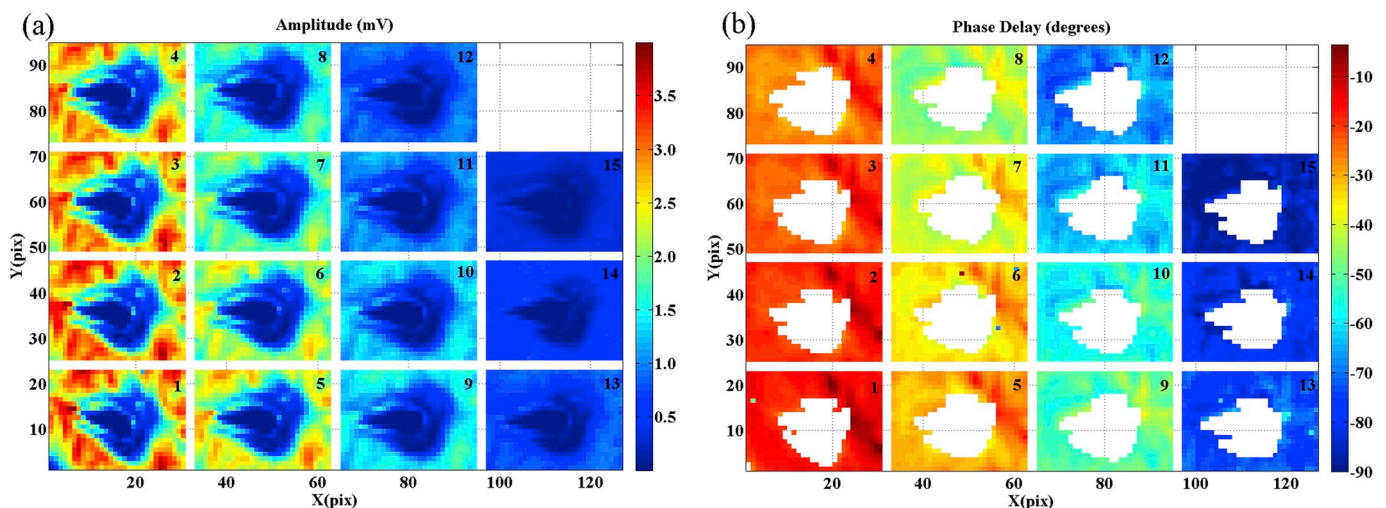 (a)
Amplitude (mV)
4 8 12
3 7 11 15
2 6 10 14
1 5 9 13
90
80
70
60
50
40
30
20
10
Y(pix)
20 40 60 80 100 120
X(pix)
3.5
3.0
2.5
2.0
1.5
1.0
0.5
(b)
Phase Delay (degrees)
4 8 12
3 7 11 15
2 6 10 14
1 5 9 13
90
80
70
60
50
40
30
20
10
Y(pix)
20 40 60 80 100 120
X(pix)
-10
-20
-30
-40
-50
-60
-70
-80
-90